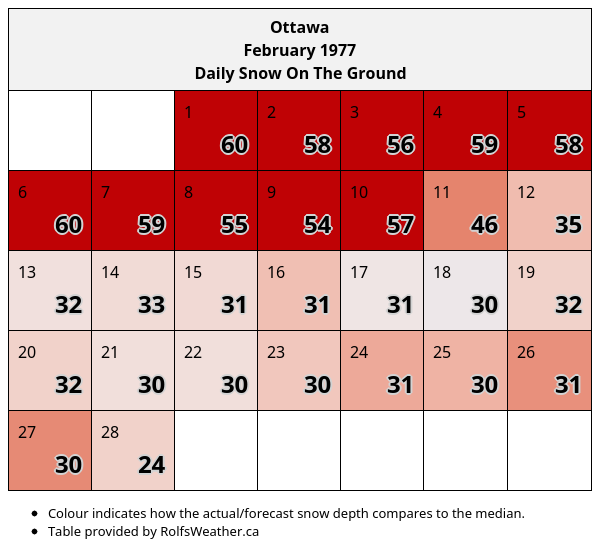 Ottawa
February 1977
Daily Snow On The Ground
1 2 3 4 5
60 58 56 59 58
6 7 8 9 10 11 12
60 59 55 54 57 46 35
13 14 15 16 17 18 19
32 33 31 31 31 30 32
20 21 22 23 24 25 26
32 30 30 30 31 30 31
27 28
30 24
• Colour indicates how the actual/forecast snow depth compares to the median.
• Table provided by RolfsWeather.ca